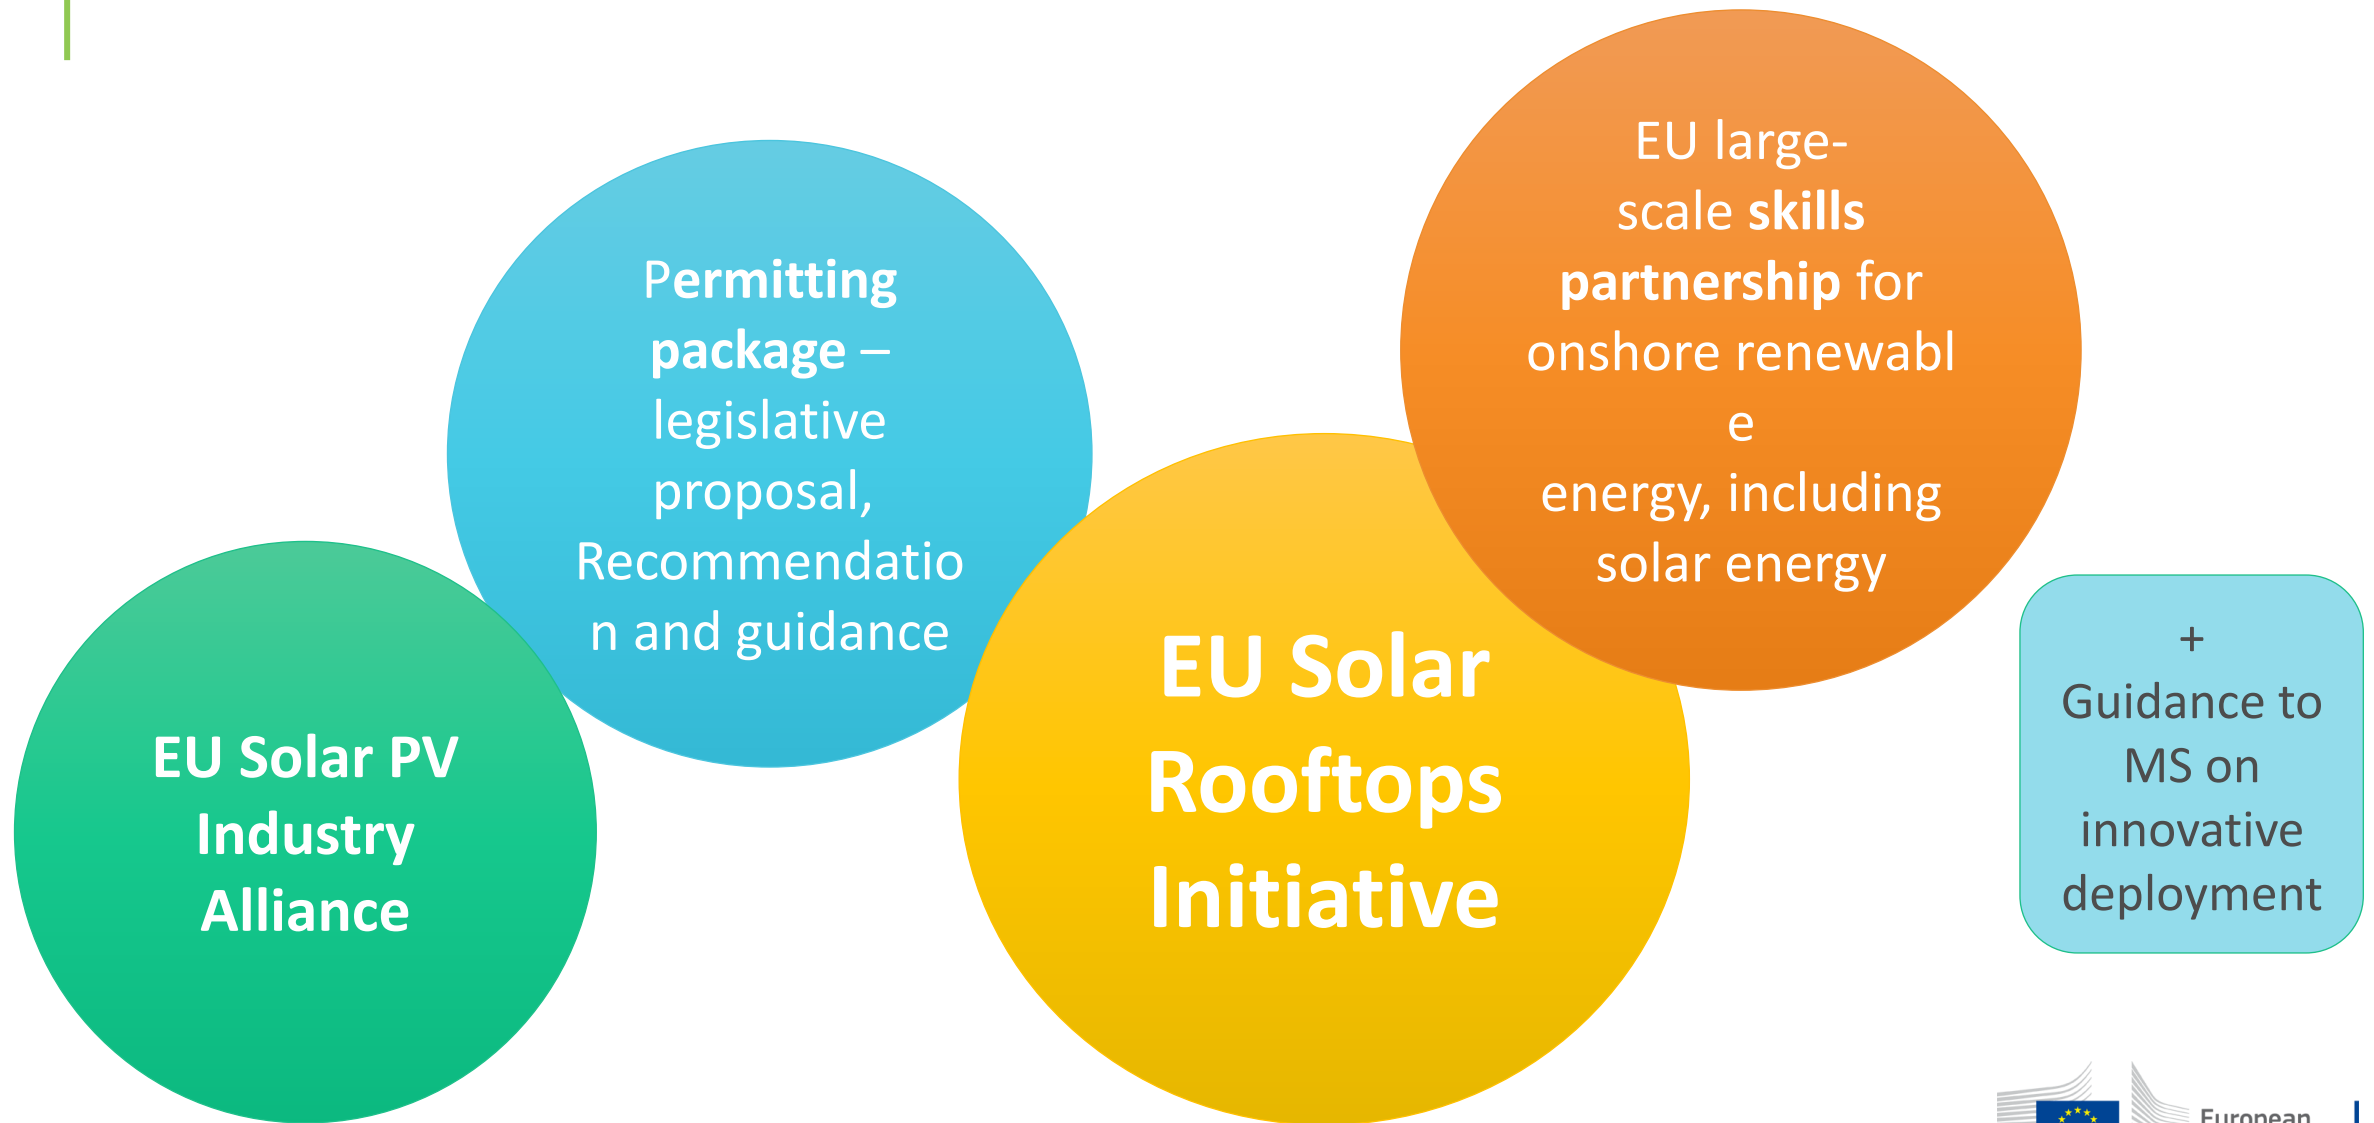 EU Solar PV
Industry
Alliance
Permitting
package –
legislative
proposal,
Recommendatio
n and guidance
EU Solar
Rooftops
Initiative
EU large-
scale skills
partnership for
onshore renewabl
e
energy, including
solar energy
+
Guidance to
MS on
innovative
deployment
European